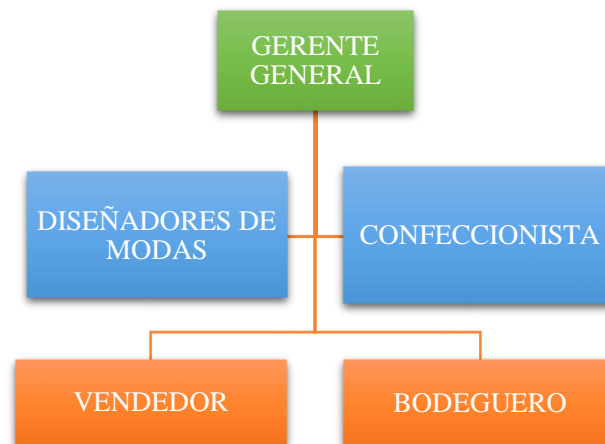 GERENTE
GENERAL
DISEÑADORES DE
MODAS
CONFECCIONISTA
VENDEDOR
BODEGUERO